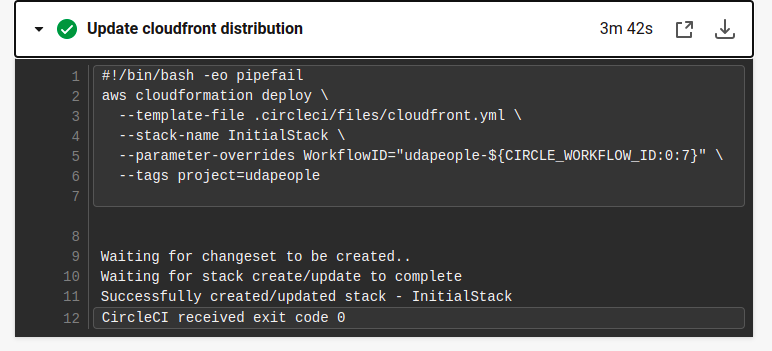 Update cloudfront distribution 3m 42s
1 #!/bin/bash -eo pipefail
2 aws cloudformation deploy \
3   --template-file .circleci/files/cloudfront.yml \
4   --stack-name InitialStack \
5   --parameter-overrides WorkflowID="udapeople-${CIRCLE_WORKFLOW_ID:0:7}" \
6   --tags project=udapeople
7
8
9 Waiting for changeset to be created..
10 Waiting for stack create/update to complete
11 Successfully created/updated stack - InitialStack
12 CircleCI received exit code 0